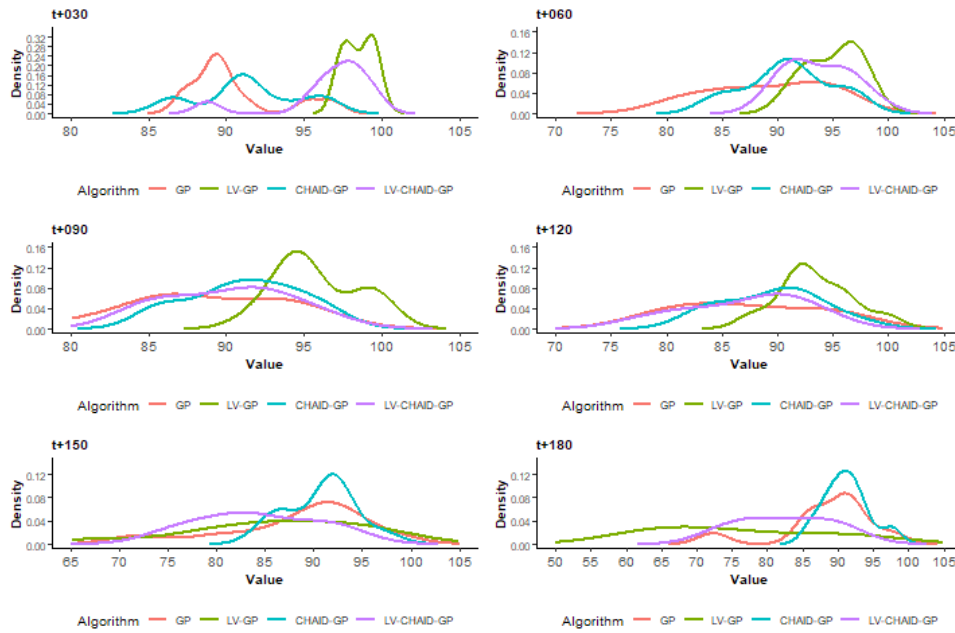 t+030
Density
0.32
0.28
0.24
0.20
0.16
0.12
0.08
0.04
0.00
80 85 90 95 100 105
Value
Algorithm GP LV-GP CHAID-GP LV-CHAID-GP
t+060
Density
0.16
0.12
0.08
0.04
0.00
70 75 80 85 90 95 100 105
Value
Algorithm GP LV-GP CHAID-GP LV-CHAID-GP
t+090
Density
0.16
0.12
0.08
0.04
0.00
80 85 90 95 100 105
Value
Algorithm GP LV-GP CHAID-GP LV-CHAID-GP
t+120
Density
0.16
0.12
0.08
0.04
0.00
70 75 80 85 90 95 100 105
Value
Algorithm GP LV-GP CHAID-GP LV-CHAID-GP
t+150
Density
0.12
0.08
0.04
0.00
65 70 75 80 85 90 95 100 105
Value
Algorithm GP LV-GP CHAID-GP LV-CHAID-GP
t+180
Density
0.12
0.08
0.04
0.00
50 55 60 65 70 75 80 85 90 95 100 105
Value
Algorithm GP LV-GP CHAID-GP LV-CHAID-GP